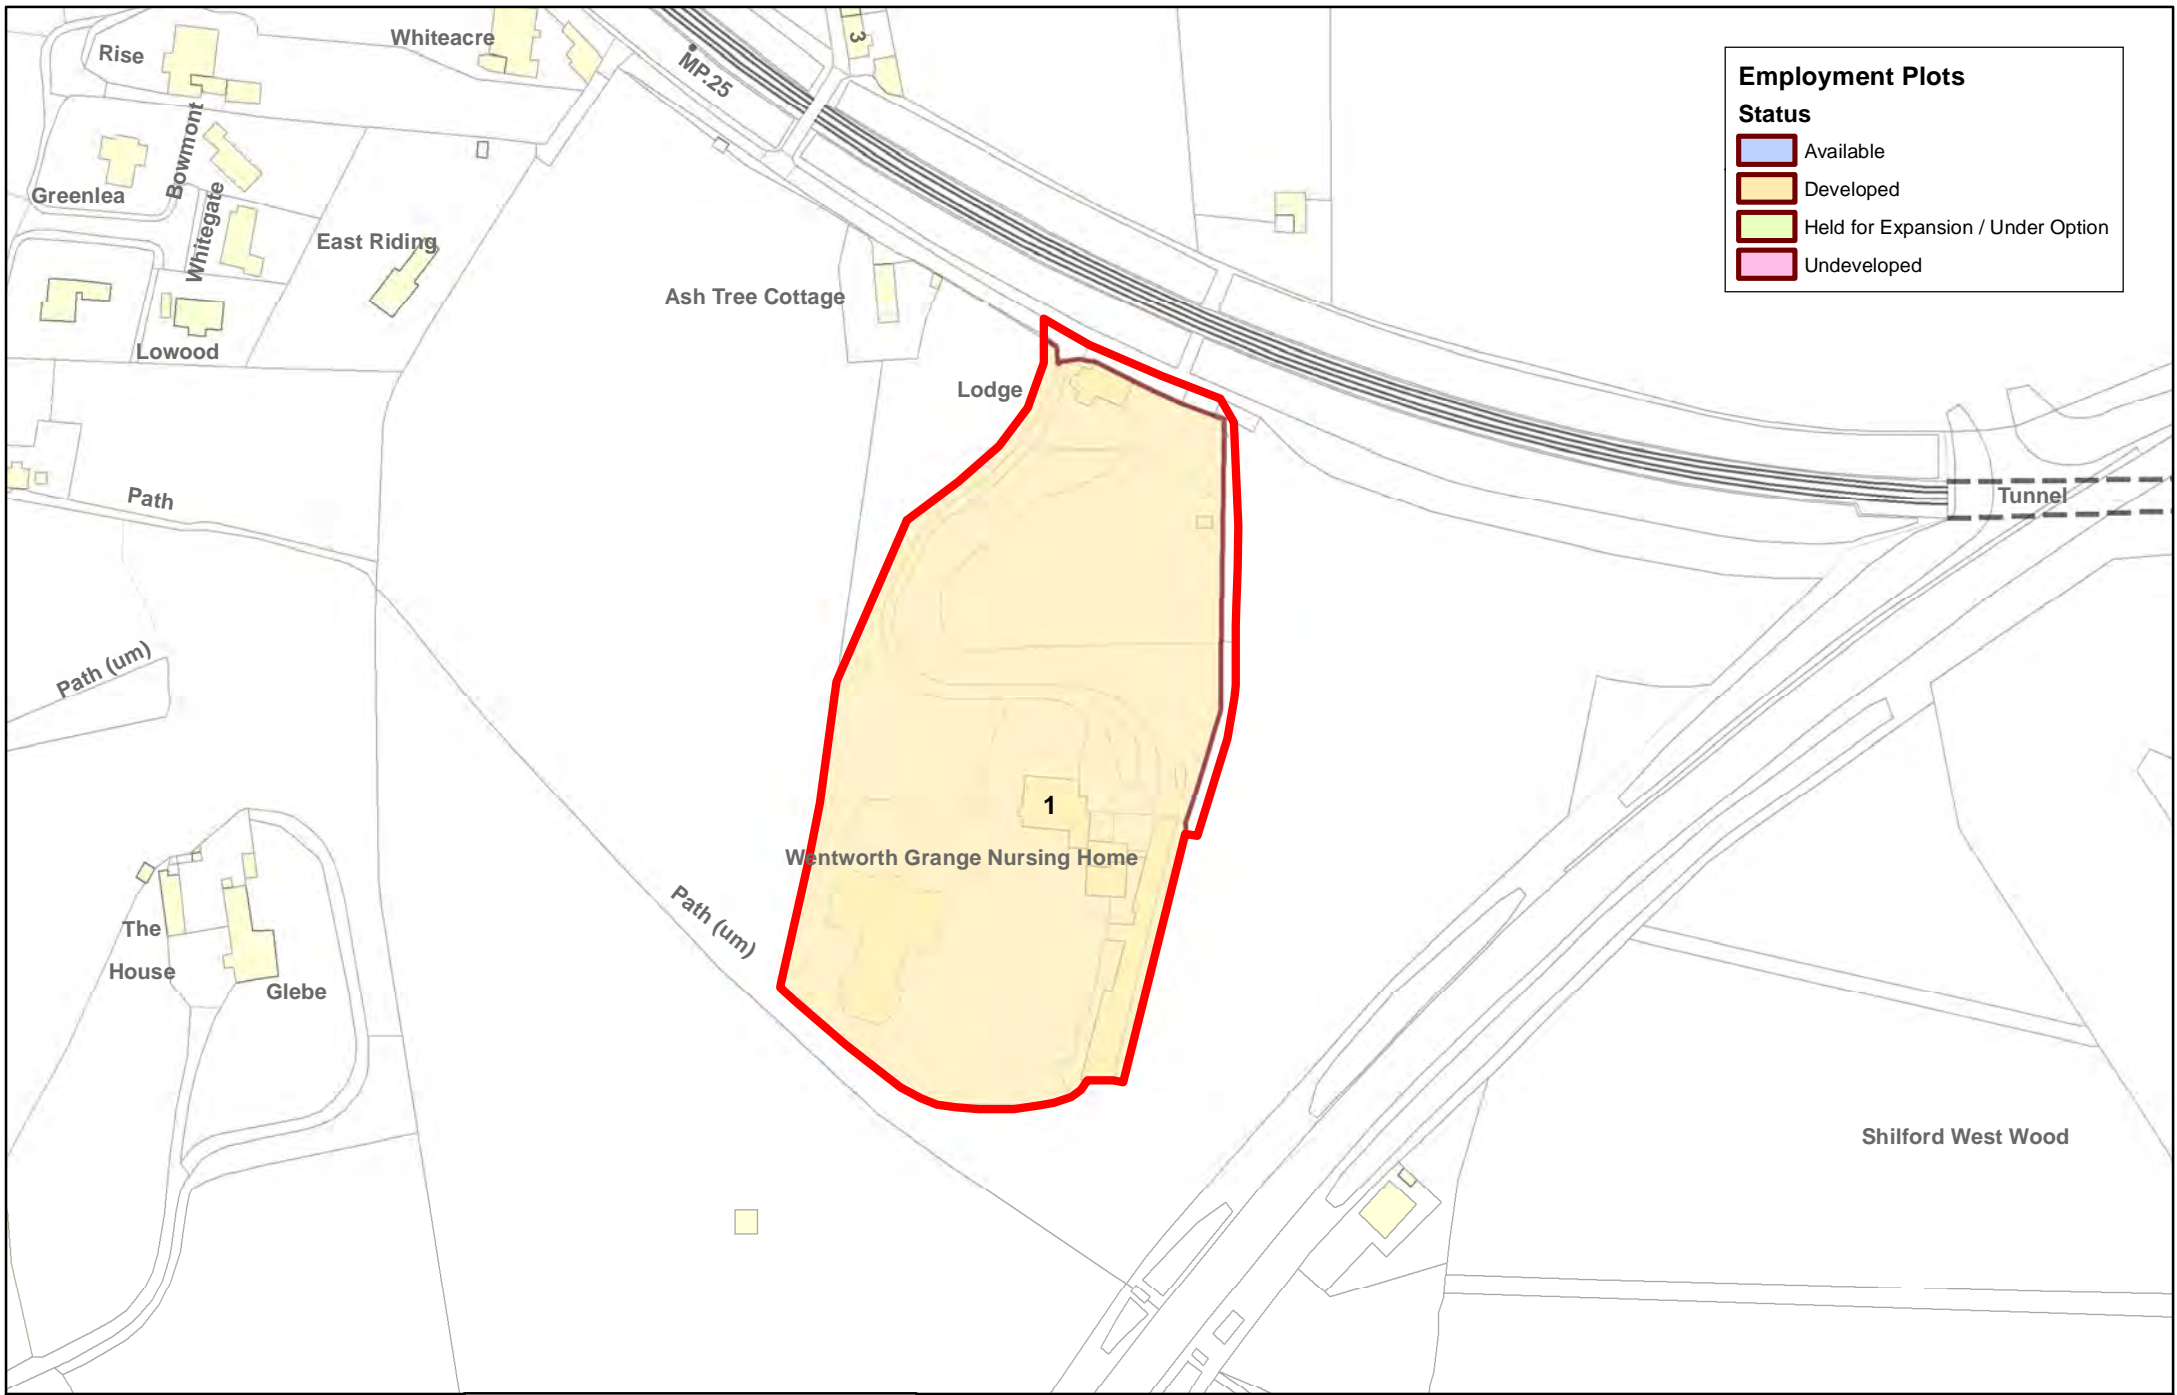 Rise
Whiteacre
3
MP.25
Employment Plots
Status
Available
Developed
Held for Expansion / Under Option
Undeveloped
Bowmont
Greenlea
Whitegate
East Riding
Ash Tree Cottage
Lowood
Lodge
Path
Tunnel
Path (um)
1
Wentworth Grange Nursing Home
Path (um)
The
House
Glebe
Shilford West Wood